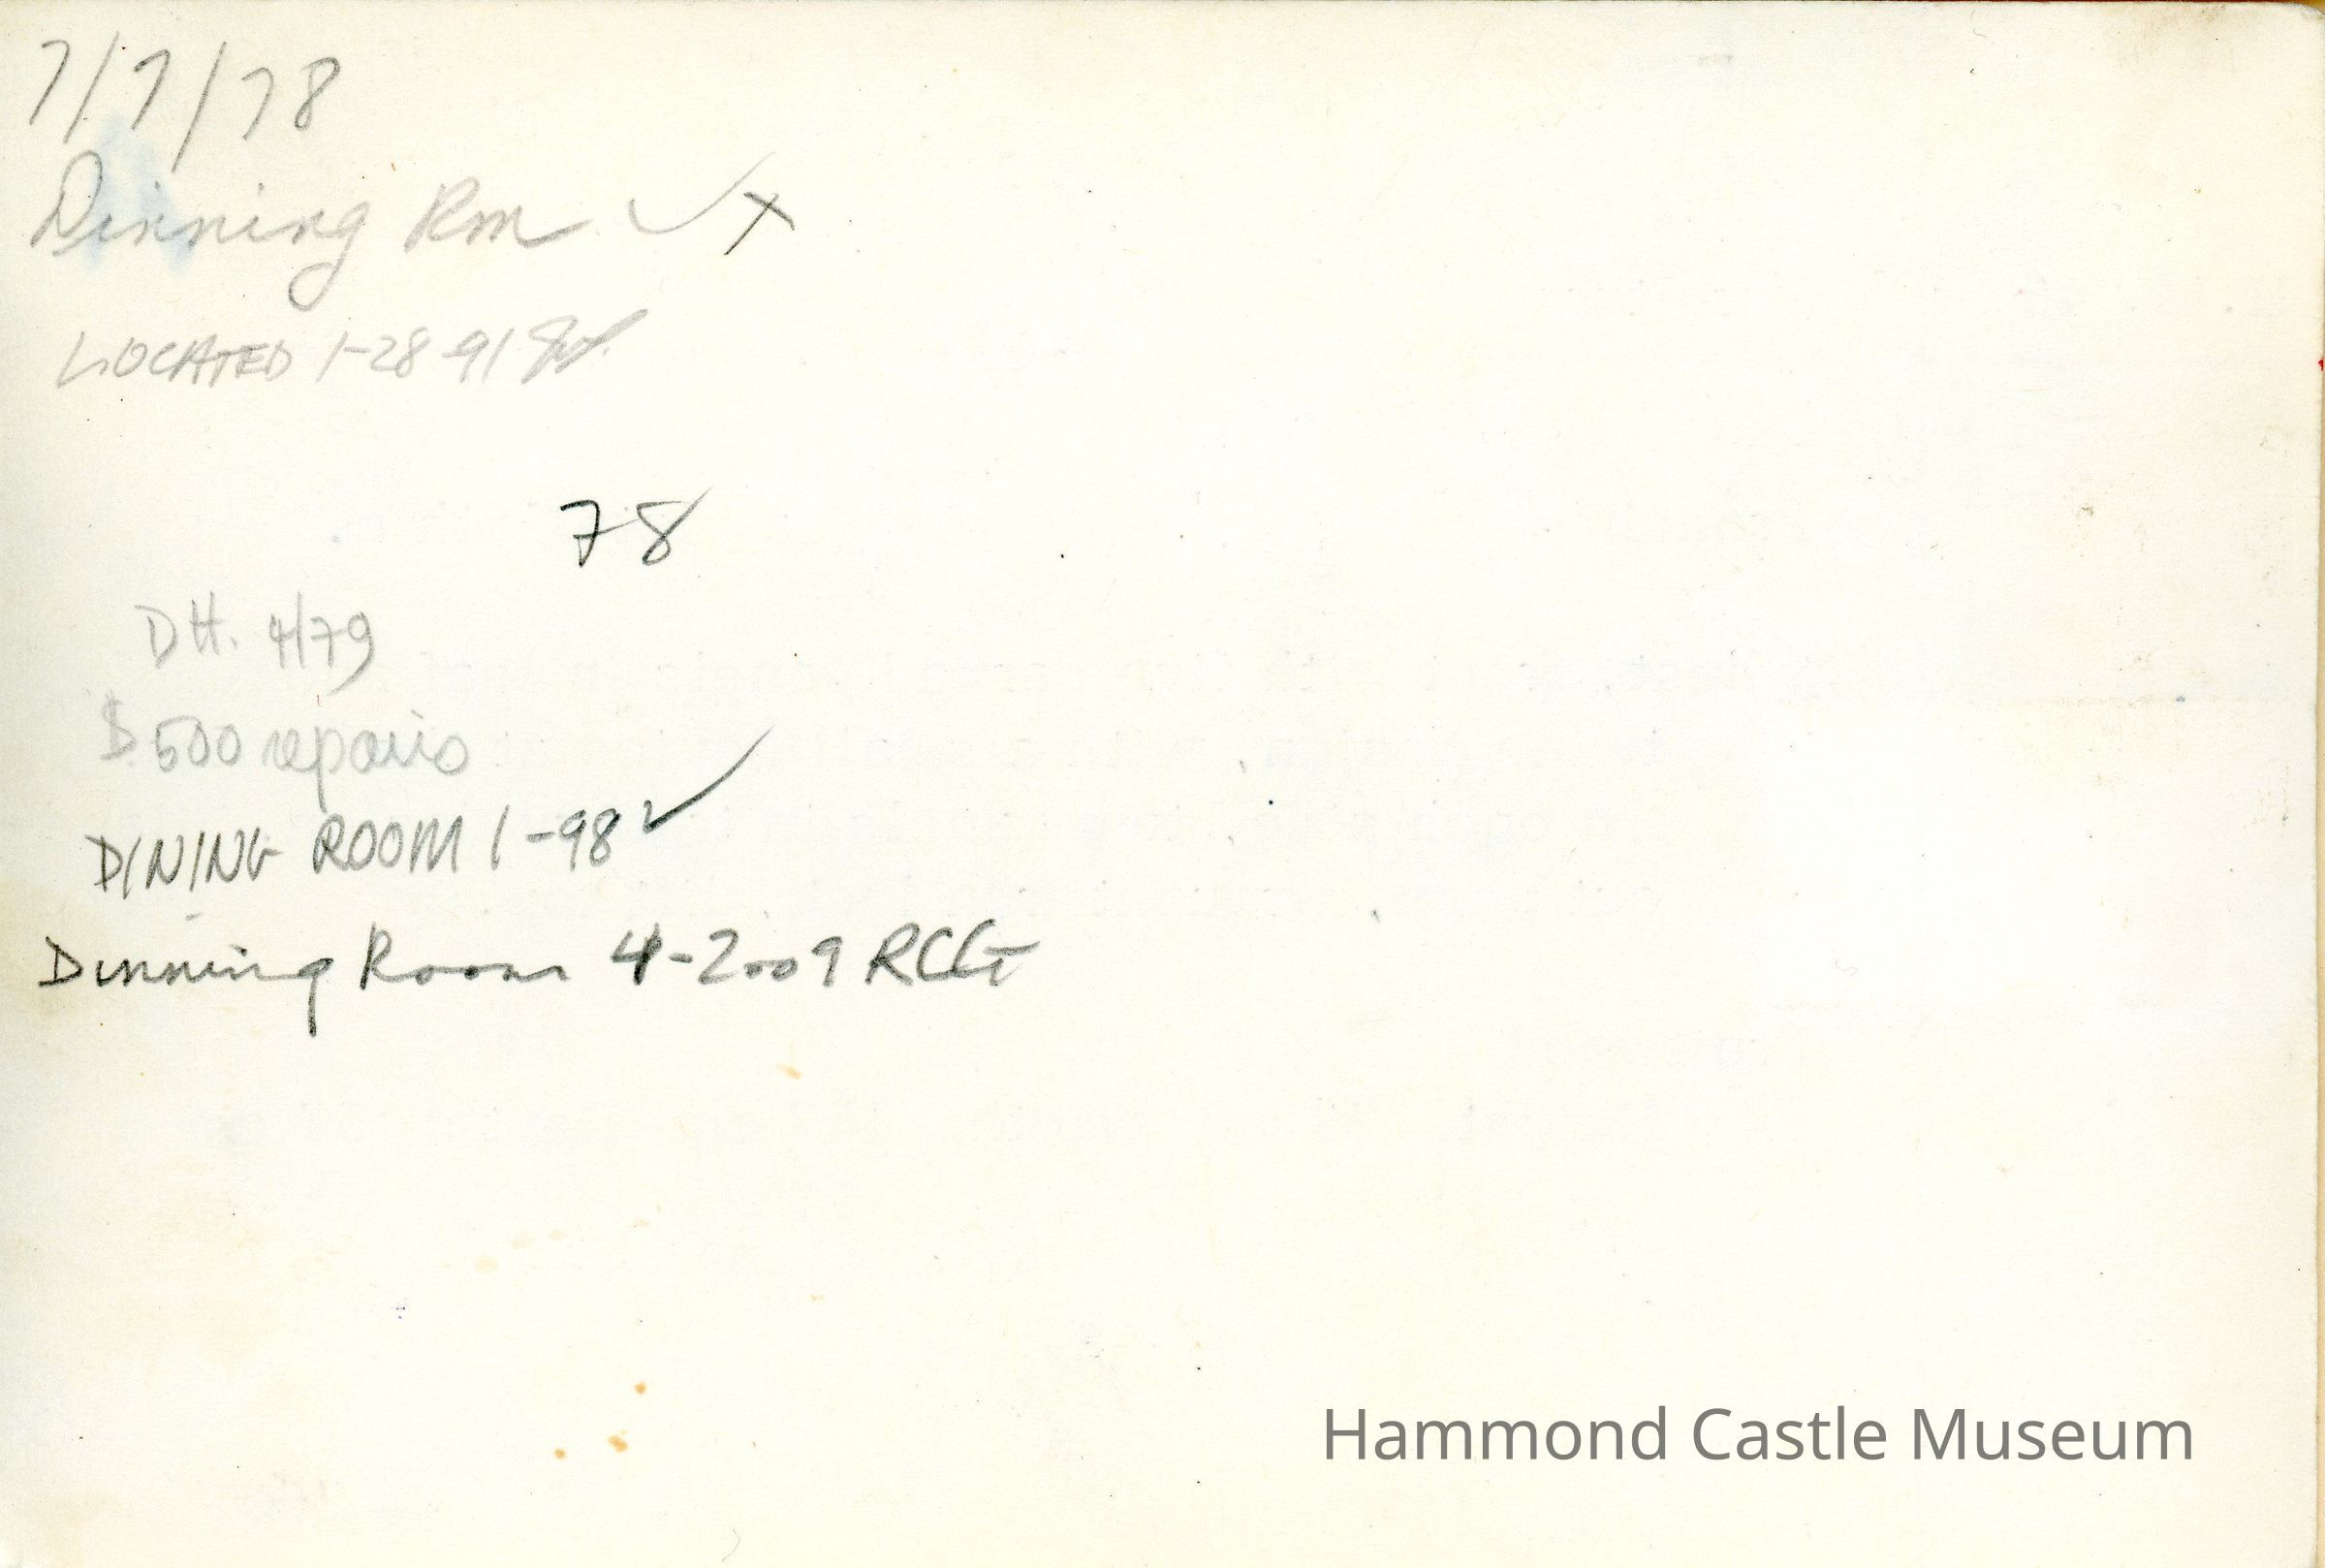 7/7/78
Dinning Rm ✓ X
LOCATED 1-28-91
78
DH. 4/79
$500 repairs
DINING ROOM 1-98 ✓
Dinning Room 4-2009 RCG
Hammond Castle Museum